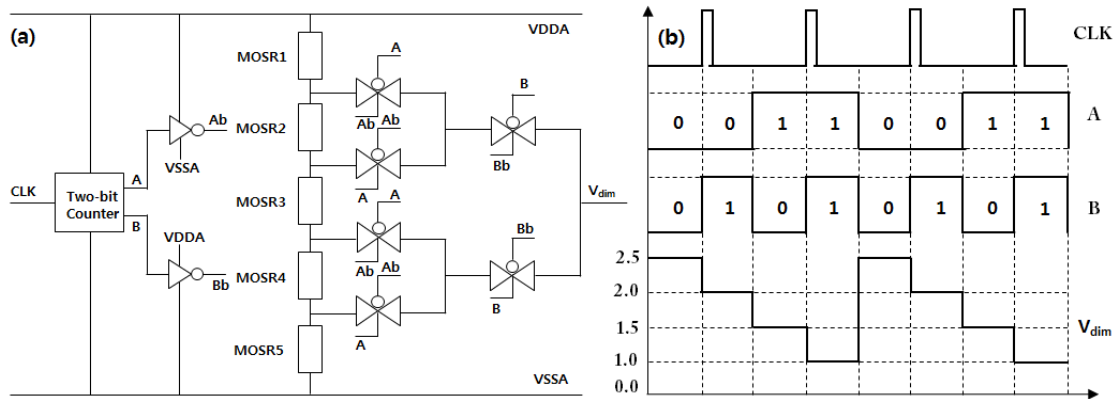 (a)
VDDA
MOSR1
A
Ab
Ab
MOSR2
Ab
B
A
VSSA
Bb
CLK
Two-bit
Counter
A
B
MOSR3
A
Vdim
VDDA
Ab
Ab
Bb
Bb
MOSR4
B
A
MOSR5
VSSA
(b)
CLK
0 0 1 1 0 0 1 1 A
0 1 0 1 0 1 0 1 B
2.5
2.0
1.5
Vdim
1.0
0.0